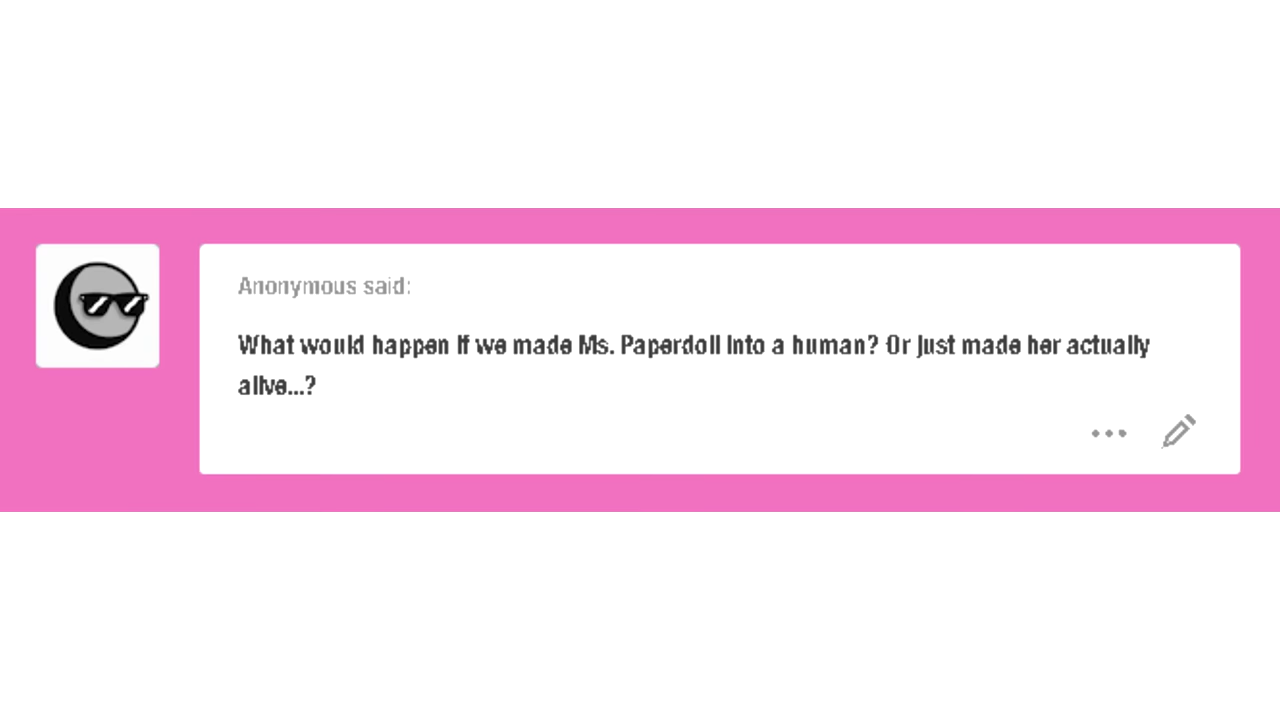 Anonymous said:
What would happen if we made Ms. Paperdoll into a human? Or just made her actually
alive...?